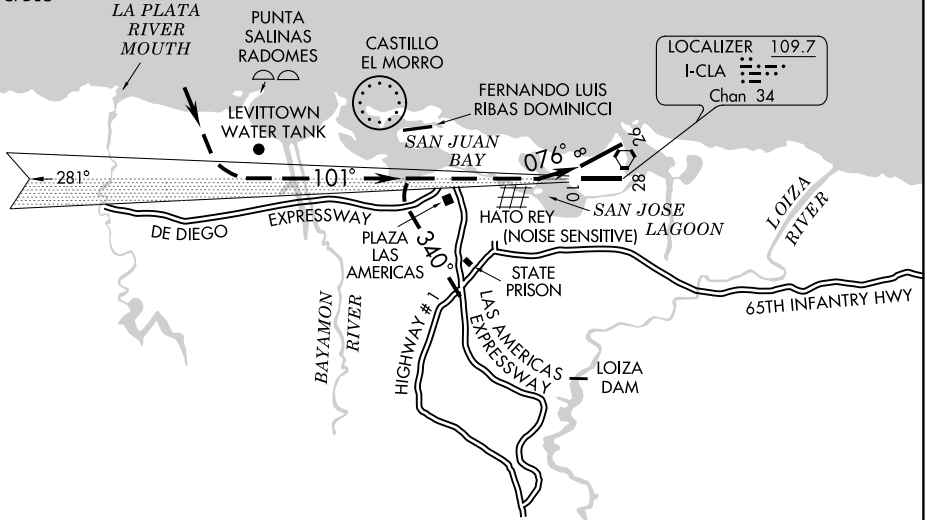 LA PLATA
RIVER
MOUTH
PUNTA
SALINAS
RADOMES
CASTILLO
EL MORRO
LOCALIZER 109.7
I-CLA
Chan 34
LEVITTOWN
WATER TANK
FERNANDO LUIS
RIBAS DOMINICCI
SAN JUAN
BAY
076°
8
26
281°
101°
10
28
DE DIEGO
EXPRESSWAY
PLAZA
LAS
AMERICAS
340°
HATO REY
(NOISE SENSITIVE)
SAN JOSE
LAGOON
LOIZA
RIVER
STATE
PRISON
65TH INFANTRY HWY
BAYAMON
RIVER
HIGHWAY # 1
LAS AMERICAS
EXPRESSWAY
LOIZA
DAM